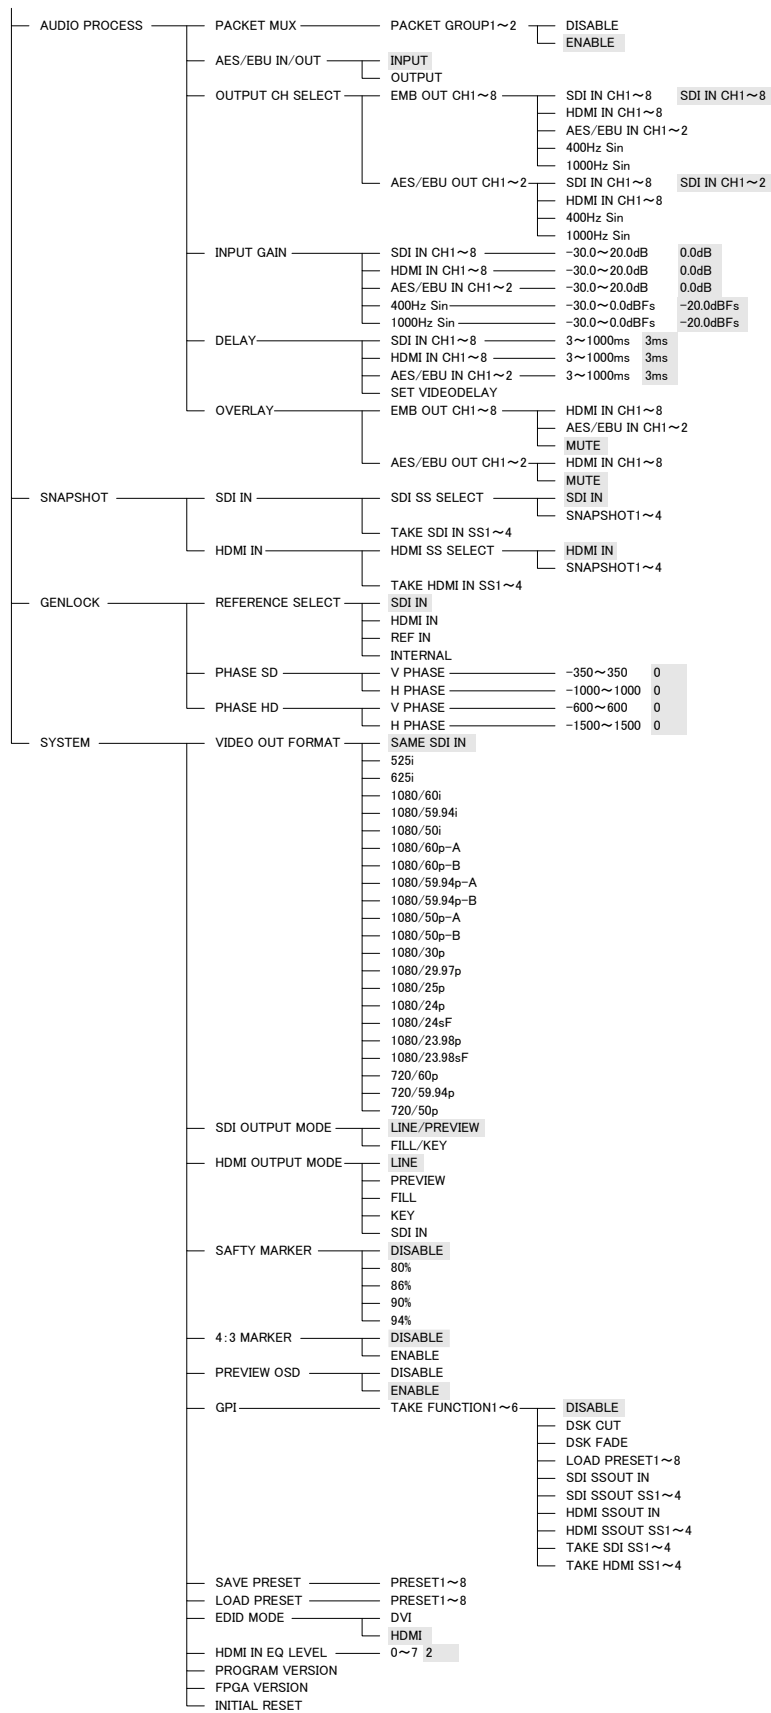 AUDIO PROCESS PACKET MUX PACKET GROUP1～2 DISABLE
ENABLE
AES/EBU IN/OUT INPUT
OUTPUT
OUTPUT CH SELECT EMB OUT CH1～8 SDI IN CH1～8 SDI IN CH1～8
HDMI IN CH1～8
AES/EBU IN CH1～2
400Hz Sin
1000Hz Sin
AES/EBU OUT CH1～2 SDI IN CH1～8 SDI IN CH1～2
HDMI IN CH1～8
400Hz Sin
1000Hz Sin
INPUT GAIN SDI IN CH1～8 -30.0～20.0dB 0.0dB
HDMI IN CH1～8 -30.0～20.0dB 0.0dB
AES/EBU IN CH1～2 -30.0～20.0dB 0.0dB
400Hz Sin -30.0～0.0dBFs -20.0dBFs
1000Hz Sin -30.0～0.0dBFs -20.0dBFs
DELAY SDI IN CH1～8 3～1000ms 3ms
HDMI IN CH1～8 3～1000ms 3ms
AES/EBU IN CH1～2 3～1000ms 3ms
SET VIDEODELAY
OVERLAY EMB OUT CH1～8 HDMI IN CH1～8
AES/EBU IN CH1～2
MUTE
AES/EBU OUT CH1～2 HDMI IN CH1～8
MUTE
SNAPSHOT SDI IN SDI SS SELECT SDI IN
SNAPSHOT1～4
TAKE SDI IN SS1～4
HDMI IN HDMI SS SELECT HDMI IN
SNAPSHOT1～4
TAKE HDMI IN SS1～4
GENLOCK REFERENCE SELECT SDI IN
HDMI IN
REF IN
INTERNAL
PHASE SD V PHASE -350～350 0
H PHASE -1000～1000 0
PHASE HD V PHASE -600～600 0
H PHASE -1500～1500 0
SYSTEM VIDEO OUT FORMAT SAME SDI IN
525i
625i
1080/60i
1080/59.94i
1080/50i
1080/60p-A
1080/60p-B
1080/59.94p-A
1080/59.94p-B
1080/50p-A
1080/50p-B
1080/30p
1080/29.97p
1080/25p
1080/24p
1080/24sF
1080/23.98p
1080/23.98sF
720/60p
720/59.94p
720/50p
SDI OUTPUT MODE LINE/PREVIEW
FILL/KEY
HDMI OUTPUT MODE LINE
PREVIEW
FILL
KEY
SDI IN
SAFTY MARKER DISABLE
80%
86%
90%
94%
4:3 MARKER DISABLE
ENABLE
PREVIEW OSD DISABLE
ENABLE
GPI TAKE FUNCTION1～6 DISABLE
DSK CUT
DSK FADE
LOAD PRESET1～8
SDI SSOUT IN
SDI SSOUT SS1～4
HDMI SSOUT IN
HDMI SSOUT SS1～4
TAKE SDI SS1～4
TAKE HDMI SS1～4
SAVE PRESET PRESET1～8
LOAD PRESET PRESET1～8
EDID MODE DVI
HDMI
HDMI IN EQ LEVEL 0～7 2
PROGRAM VERSION
FPGA VERSION
INITIAL RESET